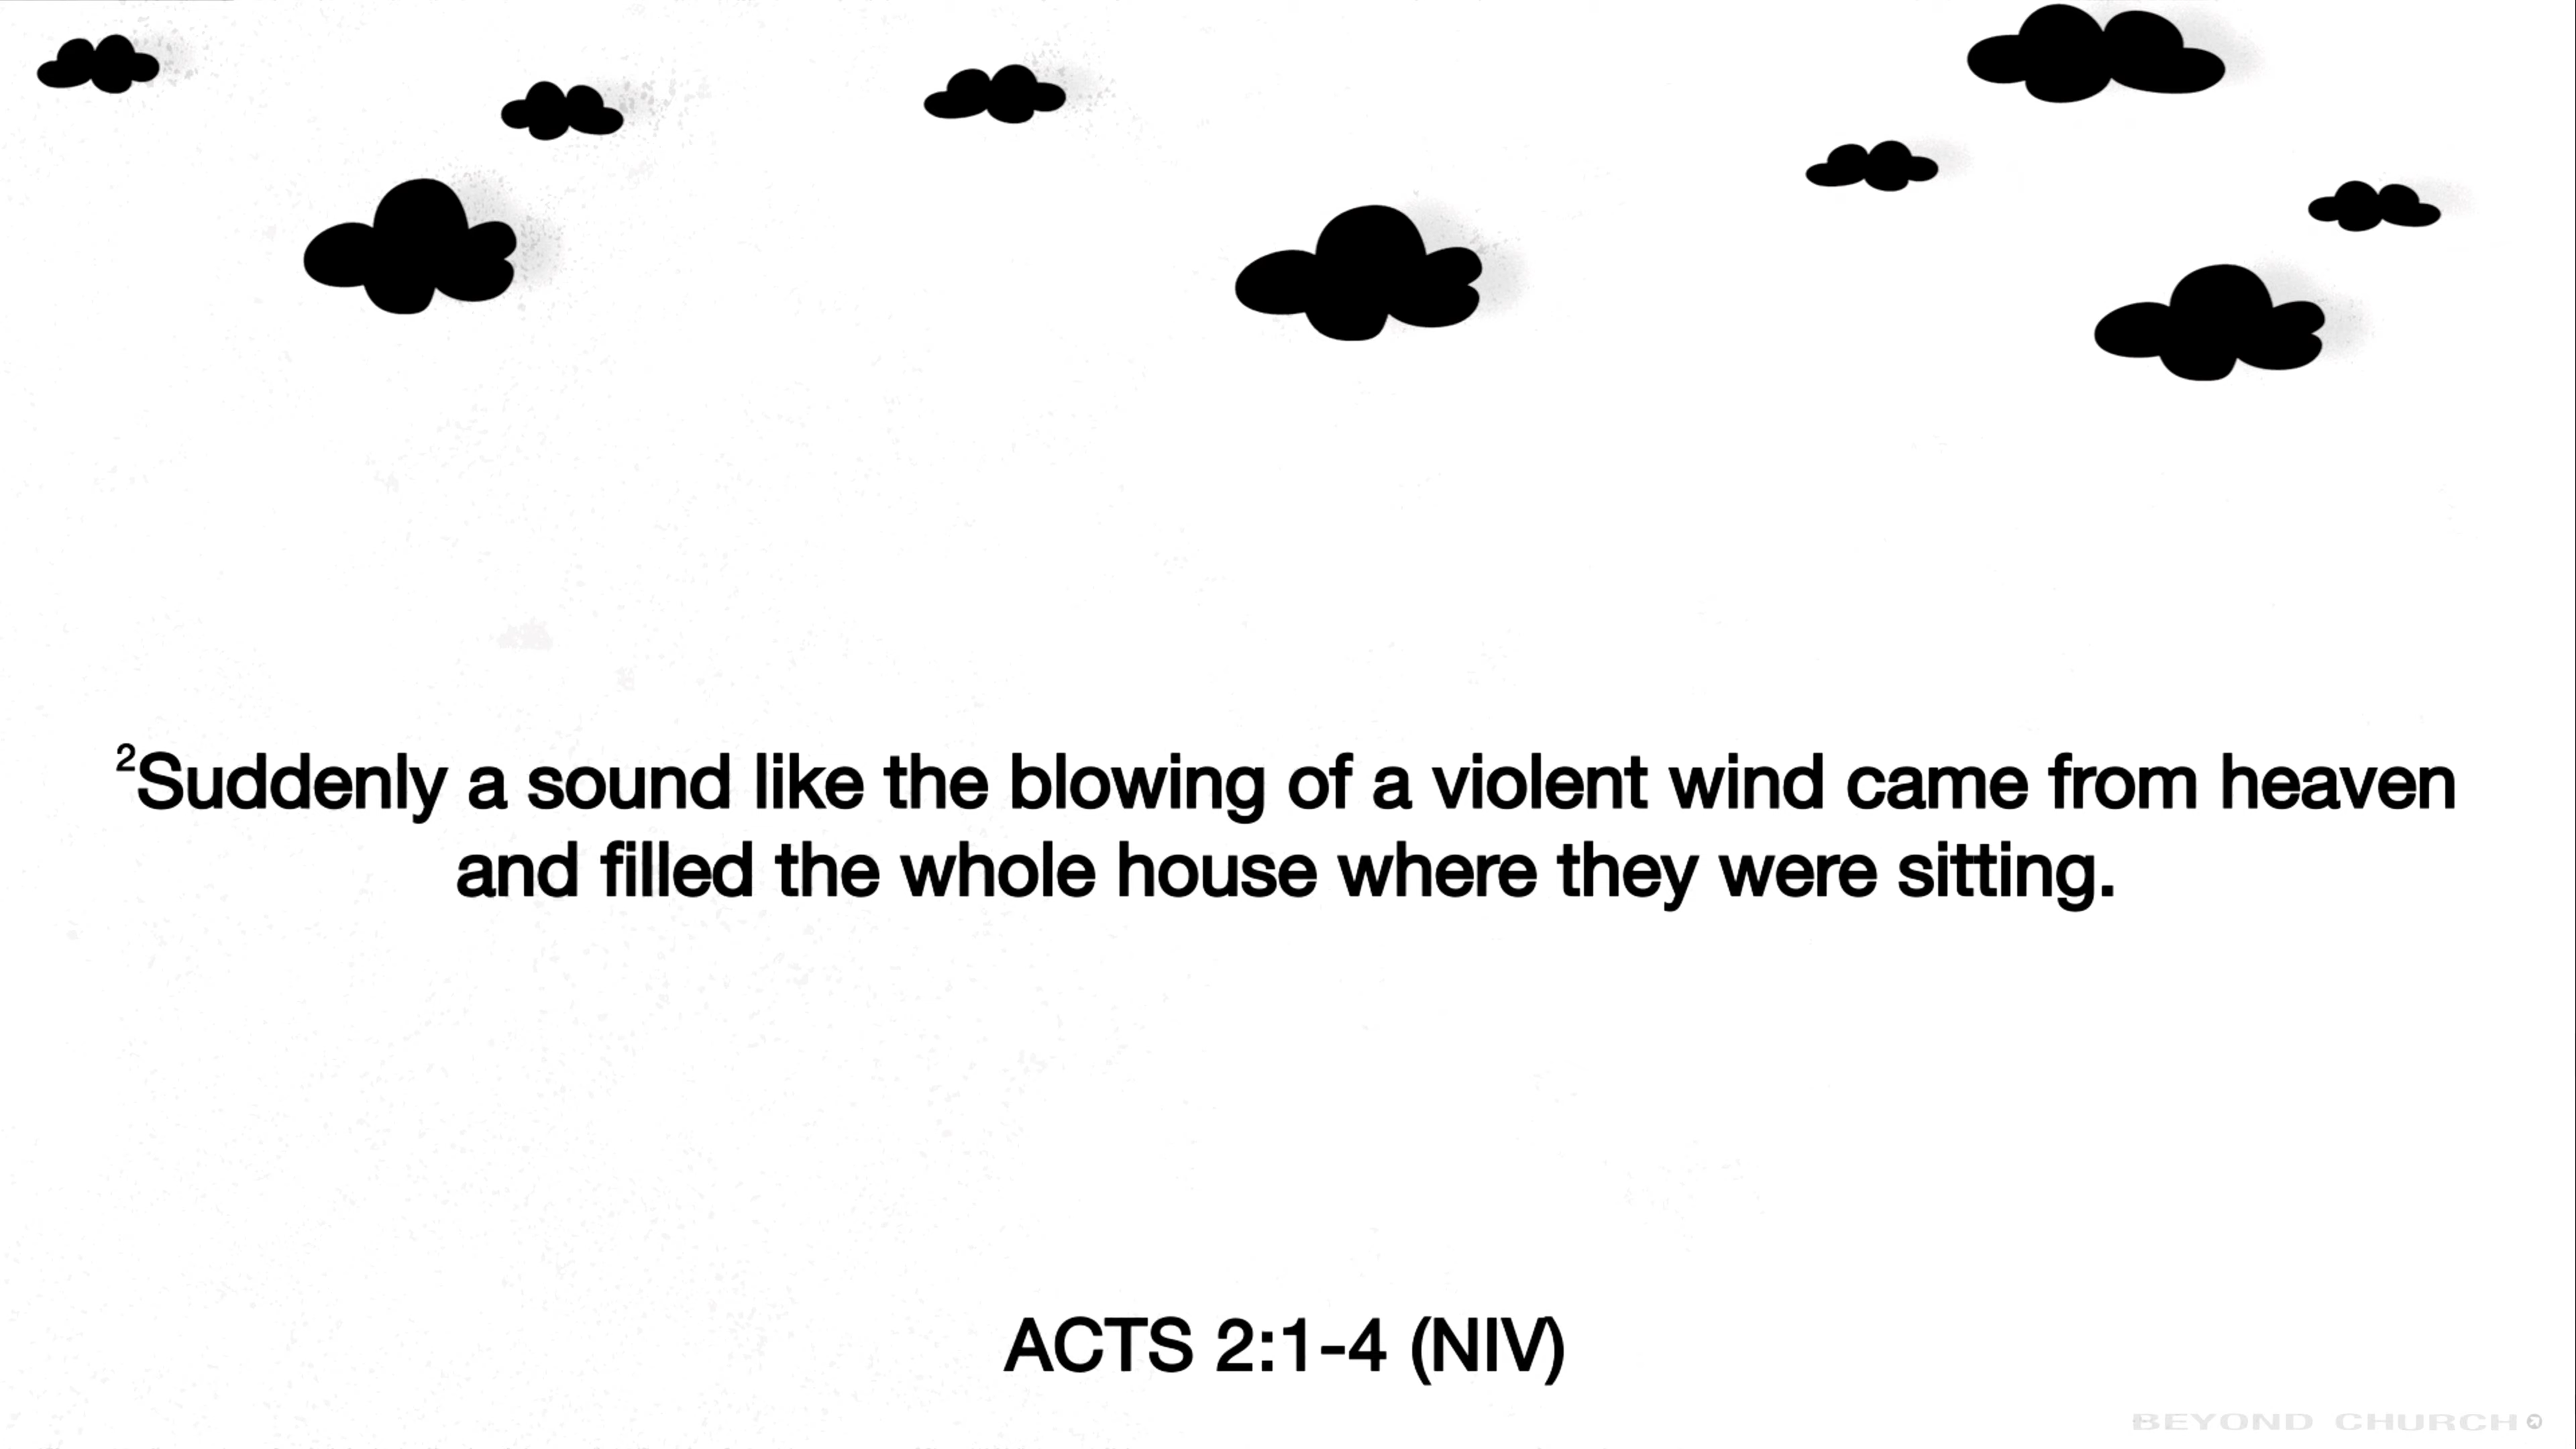 ²Suddenly a sound like the blowing of a violent wind came from heaven
and filled the whole house where they were sitting.
ACTS 2:1-4 (NIV)
BEYOND CHURCH